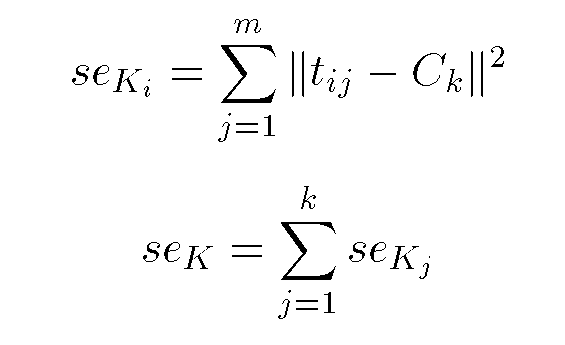 $se_{K_i} = \sum_{j=1}^{m} \| t_{ij} - C_k \|^2$
$se_K = \sum_{j=1}^{k} se_{K_j}$